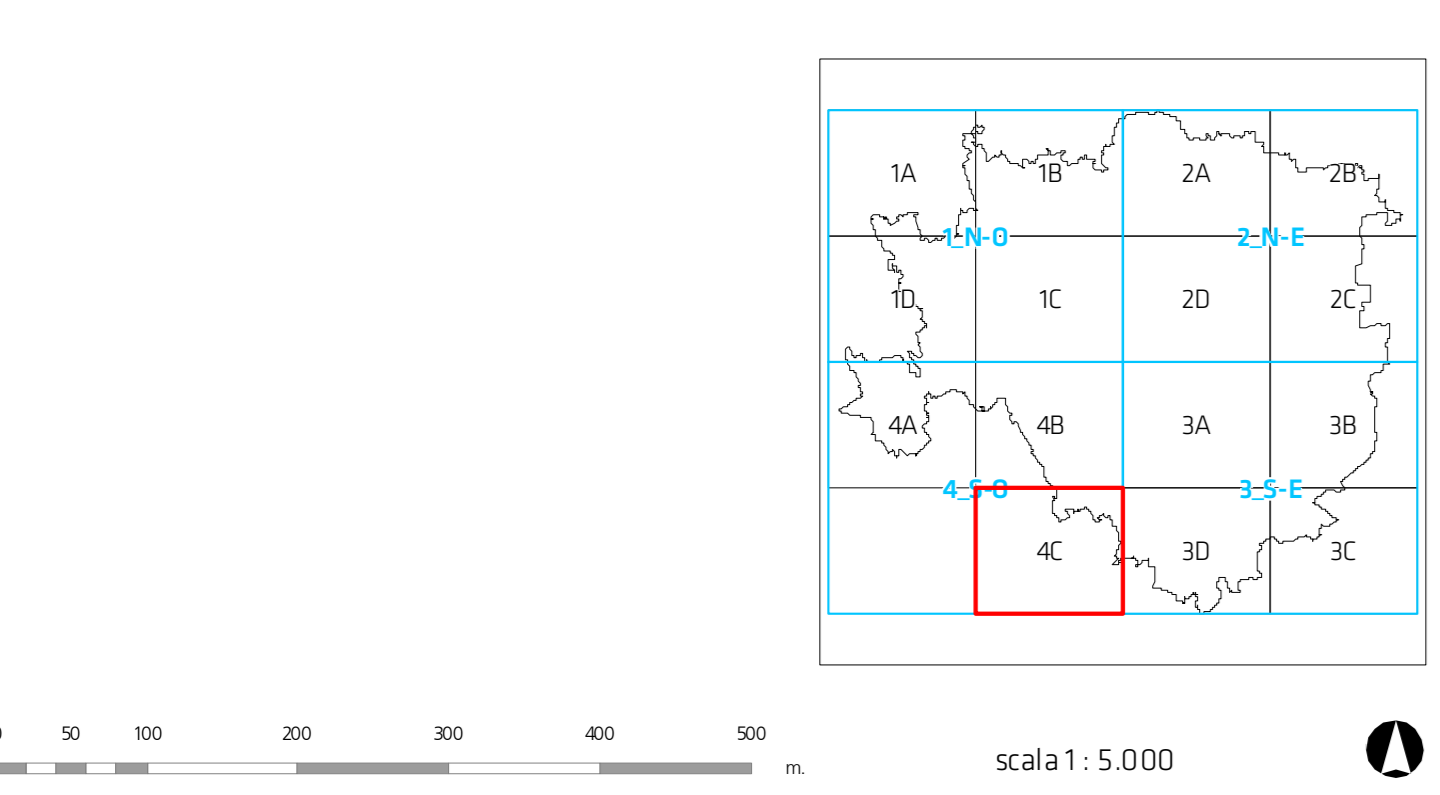 1A 1B 2A 2B
1_N-O 2_N-E
1D 1C 2D 2C
4A 4B 3A 3B
4_S-O 3_S-E
4C 3D 3C
50 100 200 300 400 500
m.
scala 1 : 5.000